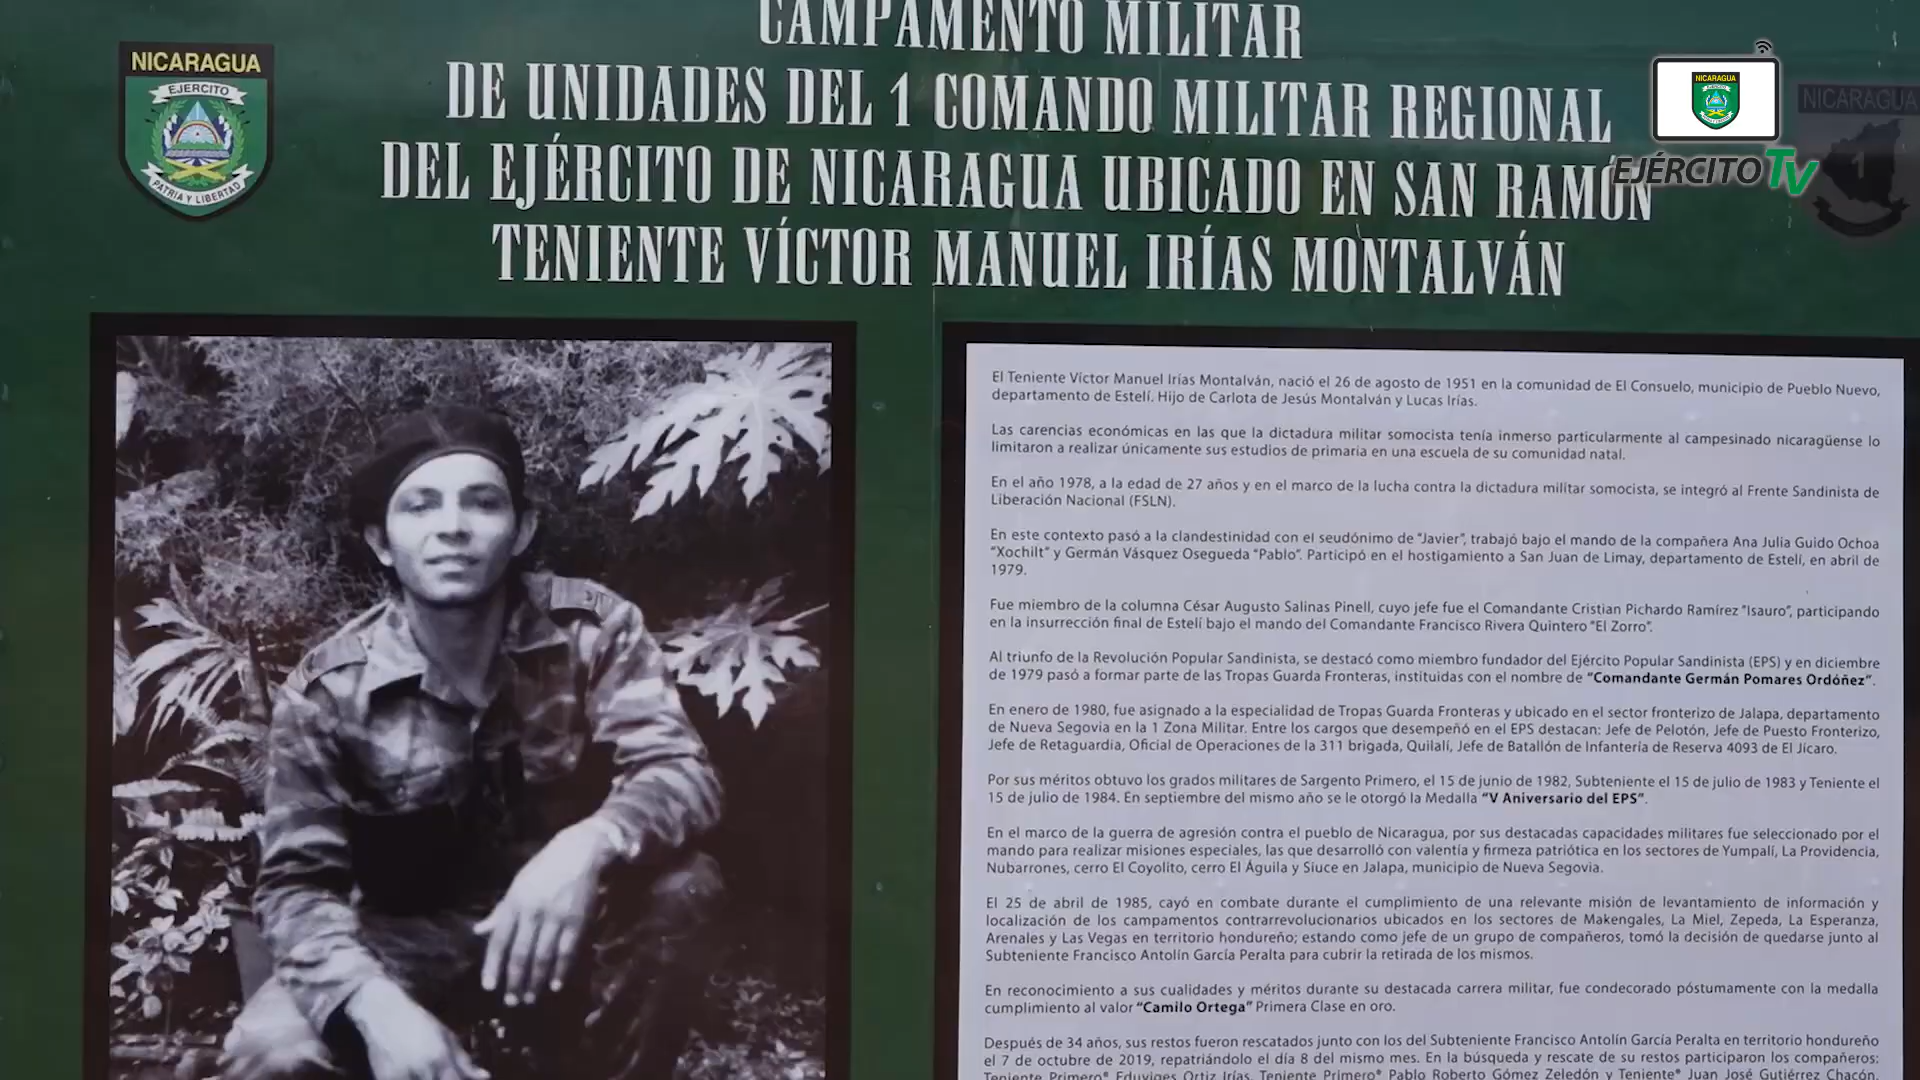 CAMPAMENTO MILITAR
DE UNIDADES DEL 1 COMANDO MILITAR REGIONAL
DEL EJÉRCITO DE NICARAGUA UBICADO EN SAN RAMÓN
TENIENTE VÍCTOR MANUEL IRÍAS MONTALVÁN
NICARAGUA
EJÉRCITO
PATRIA Y LIBERTAD
NICARAGUA
EJÉRCITO TV
NICARAGUA
1
El Teniente Víctor Manuel Irías Montalván, nació el 26 de agosto de 1951 en la comunidad de El Consuelo, municipio de Pueblo Nuevo,
departamento de Estelí. Hijo de Carlota de Jesús Montalván y Lucas Irías.
Las carencias económicas en las que la dictadura militar somocista tenía inmerso particularmente al campesinado nicaragüense lo
limitaron a realizar únicamente sus estudios de primaria en una escuela de su comunidad natal.
En el año 1978, a la edad de 27 años y en el marco de la lucha contra la dictadura militar somocista, se integró al Frente Sandinista de
Liberación Nacional (FSLN).
En este contexto pasó a la clandestinidad con el seudónimo de "Javier", trabajó bajo el mando de la compañera Ana Julia Guido Ochoa
"Xochilt" y Germán Vásquez Osegueda "Pablo". Participó en el hostigamiento a San Juan de Limay, departamento de Estelí, en abril de
1979.
Fue miembro de la columna César Augusto Salinas Pinell, cuyo jefe fue el Comandante Cristian Pichardo Ramírez "Isauro", participando
en la insurrección final de Estelí bajo el mando del Comandante Francisco Rivera Quintero "El Zorro".
Al triunfo de la Revolución Popular Sandinista, se destacó como miembro fundador del Ejército Popular Sandinista (EPS) y en diciembre
de 1979 pasó a formar parte de las Tropas Guarda Fronteras, instituidas con el nombre de "Comandante Germán Pomares Ordóñez".
En enero de 1980, fue asignado a la especialidad de Tropas Guarda Fronteras y ubicado en el sector fronterizo de Jalapa, departamento
de Nueva Segovia en la 1 Zona Militar. Entre los cargos que desempeñó en el EPS destacan: Jefe de Pelotón, Jefe de Puesto Fronterizo,
Jefe de Retaguardia, Oficial de Operaciones de la 311 brigada, Quilalí, Jefe de Batallón de Infantería de Reserva 4093 de El Jícaro.
Por sus méritos obtuvo los grados militares de Sargento Primero, el 15 de junio de 1982, Subteniente el 15 de julio de 1983 y Teniente el
15 de julio de 1984. En septiembre del mismo año se le otorgó la Medalla "V Aniversario del EPS".
En el marco de la guerra de agresión contra el pueblo de Nicaragua, por sus destacadas capacidades militares fue seleccionado por el
mando para realizar misiones especiales, las que desarrolló con valentía y firmeza patriótica en los sectores de Yumpalí, La Providencia,
Nubarrones, cerro El Coyolito, cerro El Águila y Siuce en Jalapa, municipio de Nueva Segovia.
El 25 de abril de 1985, cayó en combate durante el cumplimiento de una relevante misión de levantamiento de información y
localización de los campamentos contrarrevolucionarios ubicados en los sectores de Makengales, La Miel, Zepeda, La Esperanza,
Arenales y Las Vegas en territorio hondureño; estando como jefe de un grupo de compañeros, tomó la decisión de quedarse junto al
Subteniente Francisco Antolín García Peralta para cubrir la retirada de los mismos.
En reconocimiento a sus cualidades y méritos durante su destacada carrera militar, fue condecorado póstumamente con la medalla
cumplimiento al valor "Camilo Ortega" Primera Clase en oro.
Después de 34 años, sus restos fueron rescatados junto con los del Subteniente Francisco Antolín García Peralta en territorio hondureño
el 7 de octubre de 2019, repatriándolo el día 8 del mismo mes. En la búsqueda y rescate de su restos participaron los compañeros:
Teniente Primero* Eduviges Ortiz Irías, Teniente Primero* Pablo Roberto Gómez Zeledón y Teniente* Juan José Gutiérrez Chacón,